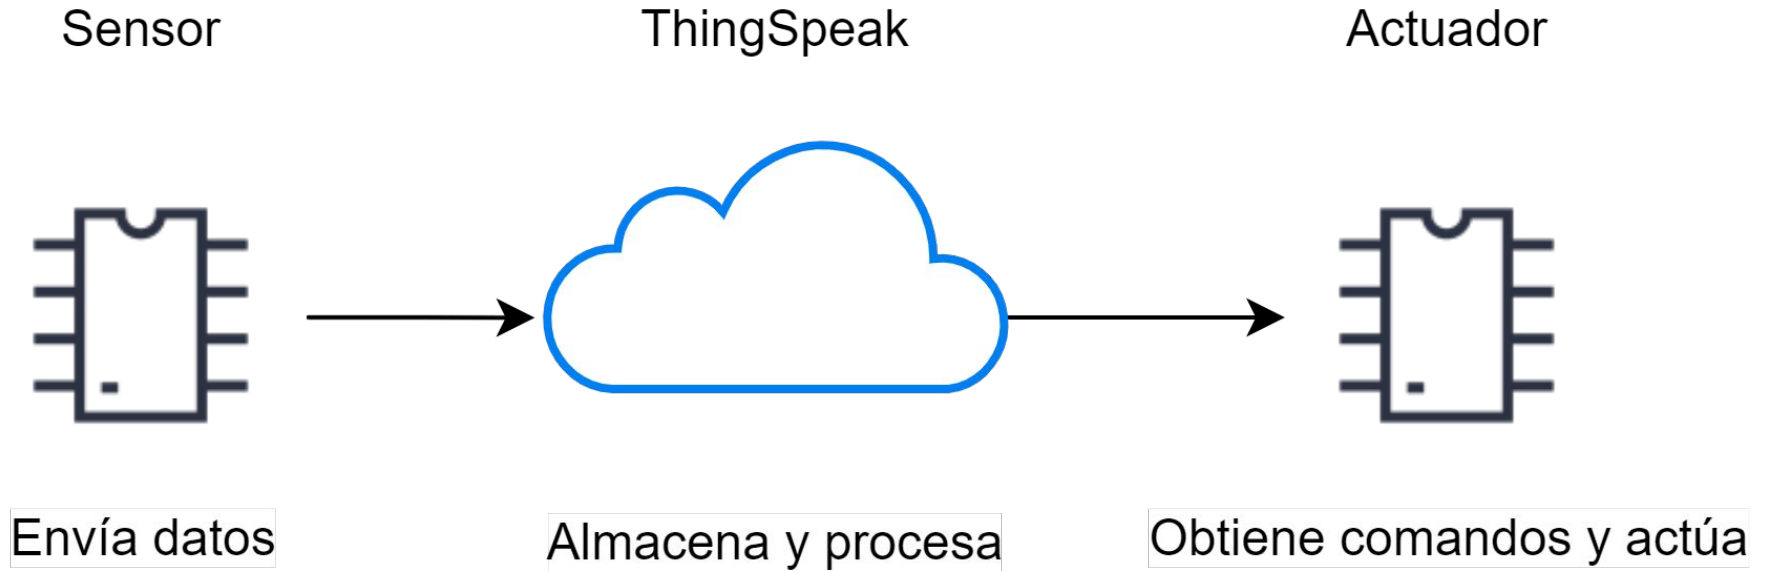 Sensor
ThingSpeak
Actuador
Envía datos
Almacena y procesa
Obtiene comandos y actúa